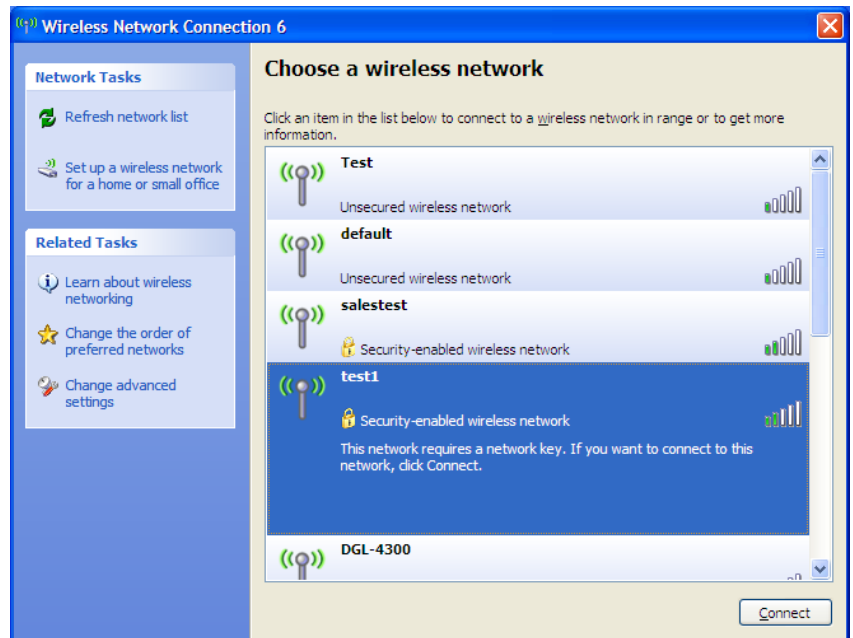 Wireless Network Connection 6
Network Tasks
Refresh network list
Set up a wireless network
for a home or small office
Related Tasks
Learn about wireless
networking
Change the order of
preferred networks
Change advanced
settings
Choose a wireless network
Click an item in the list below to connect to a wireless network in range or to get more
information.
Test
Unsecured wireless network
default
Unsecured wireless network
salestest
Security-enabled wireless network
test1
Security-enabled wireless network
This network requires a network key. If you want to connect to this
network, click Connect.
DGL-4300
Connect